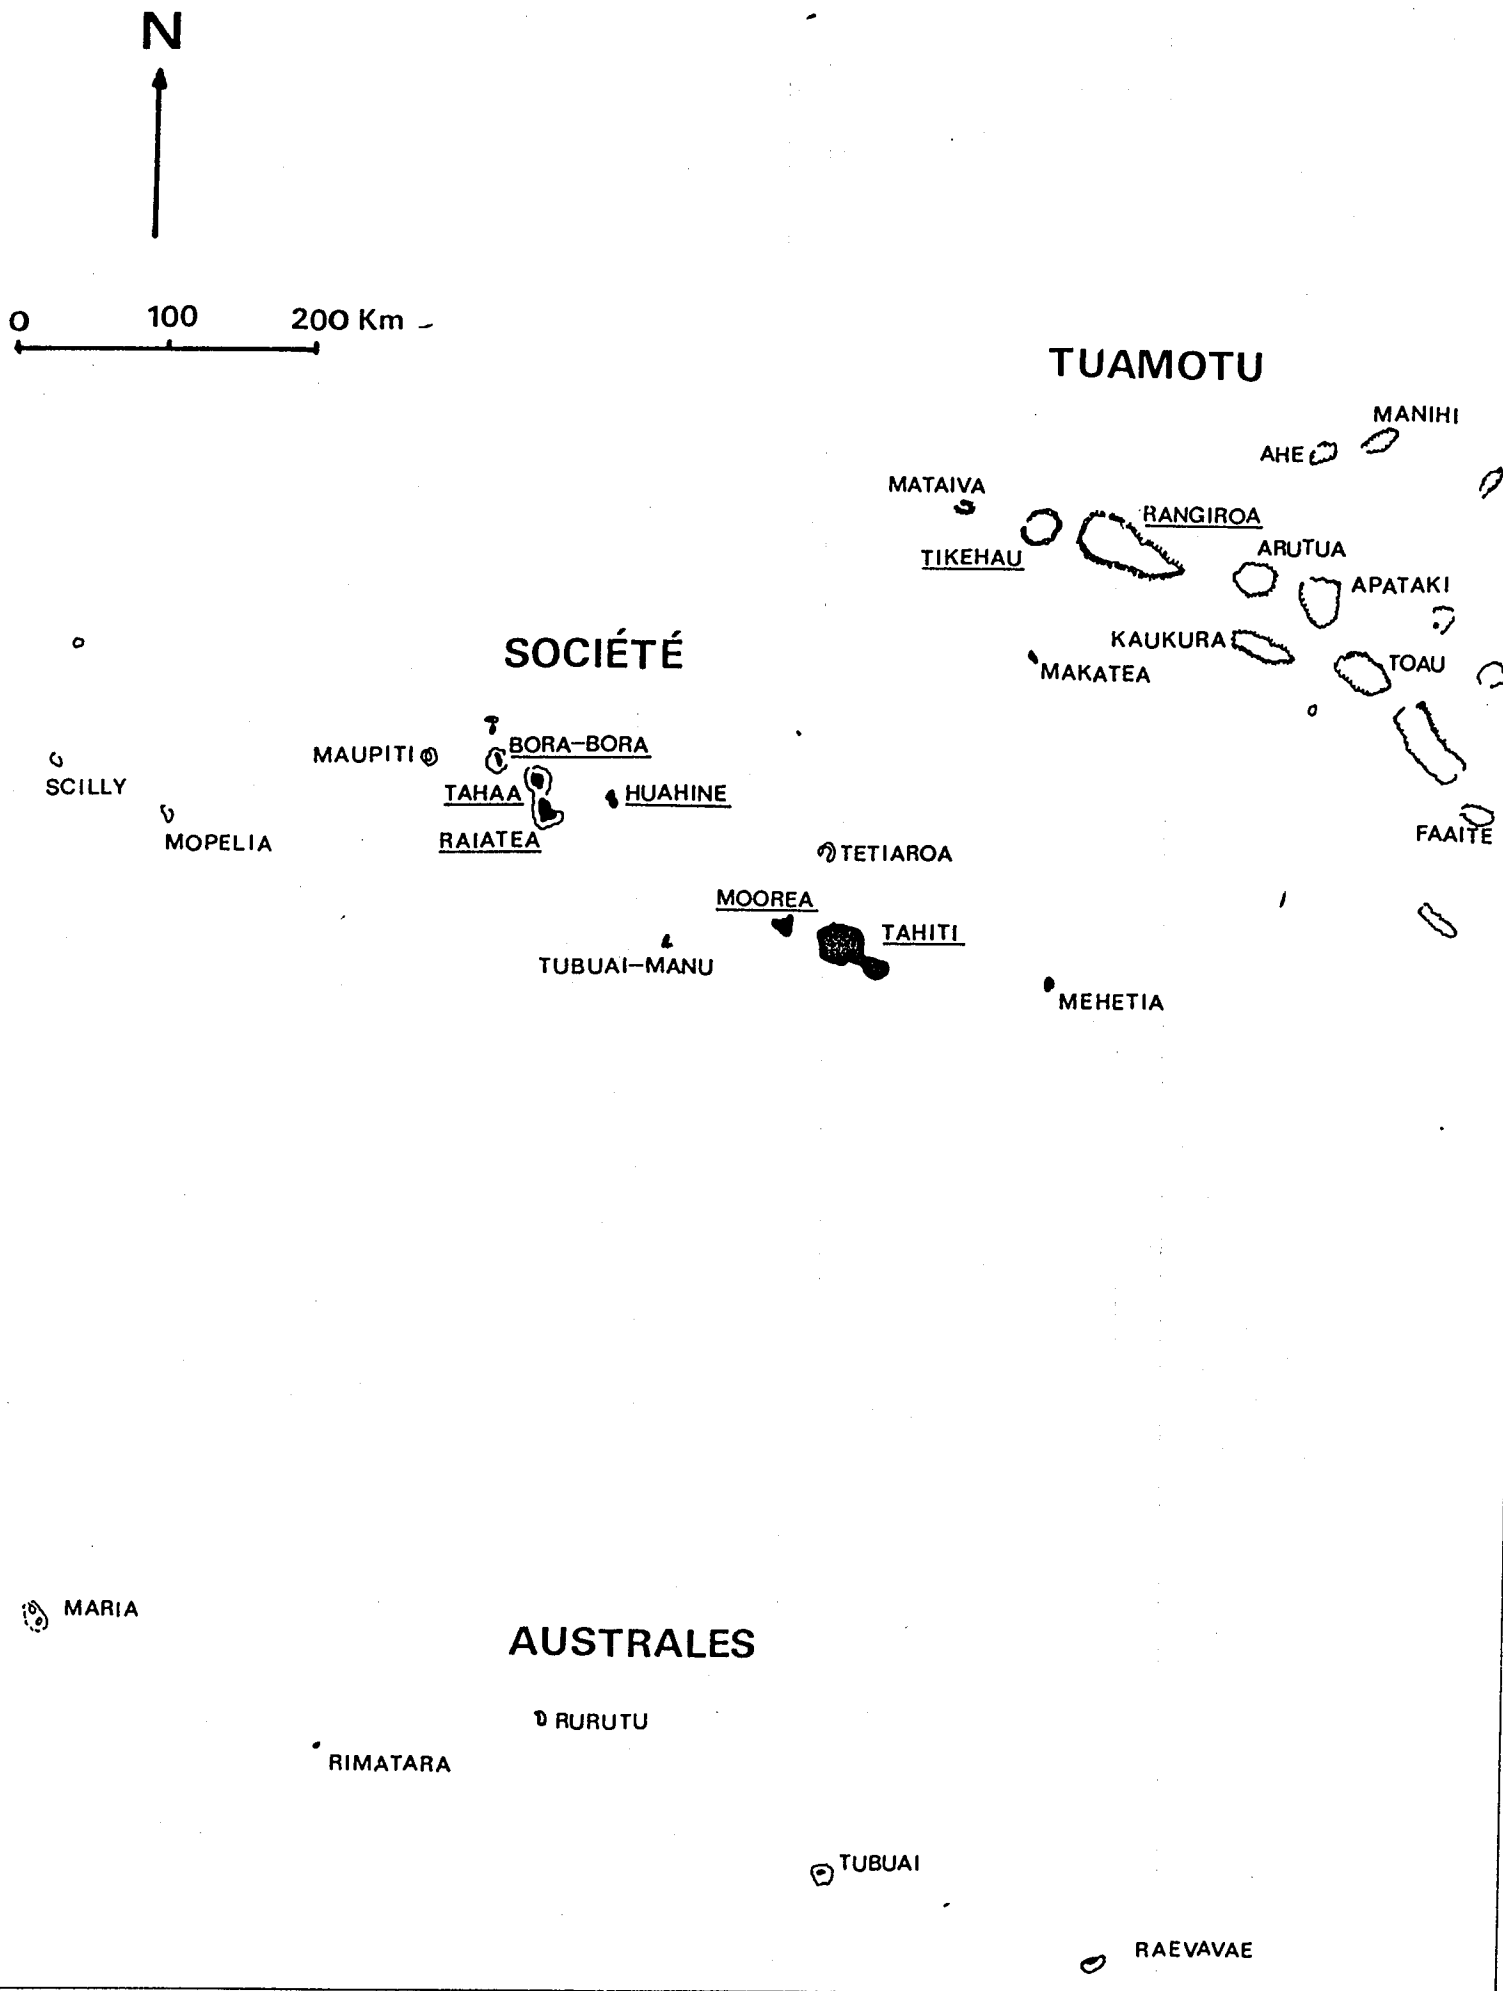 N
0 100 200 Km
TUAMOTU
MANIHI
AHE
MATAIVA
RANGIROA
TIKEHAU
ARUTUA
APATAKI
KAUKURA
TOAU
MAKATEA
SOCIÉTÉ
MAUPITI
BORA-BORA
SCILLY
TAHAA
HUAHINE
MOPELIA
RAIATEA
FAAITE
TETIAROA
MOOREA
TAHITI
TUBUAI-MANU
MEHETIA
MARIA
AUSTRALES
RURUTU
RIMATARA
TUBUAI
RAEVAVAE